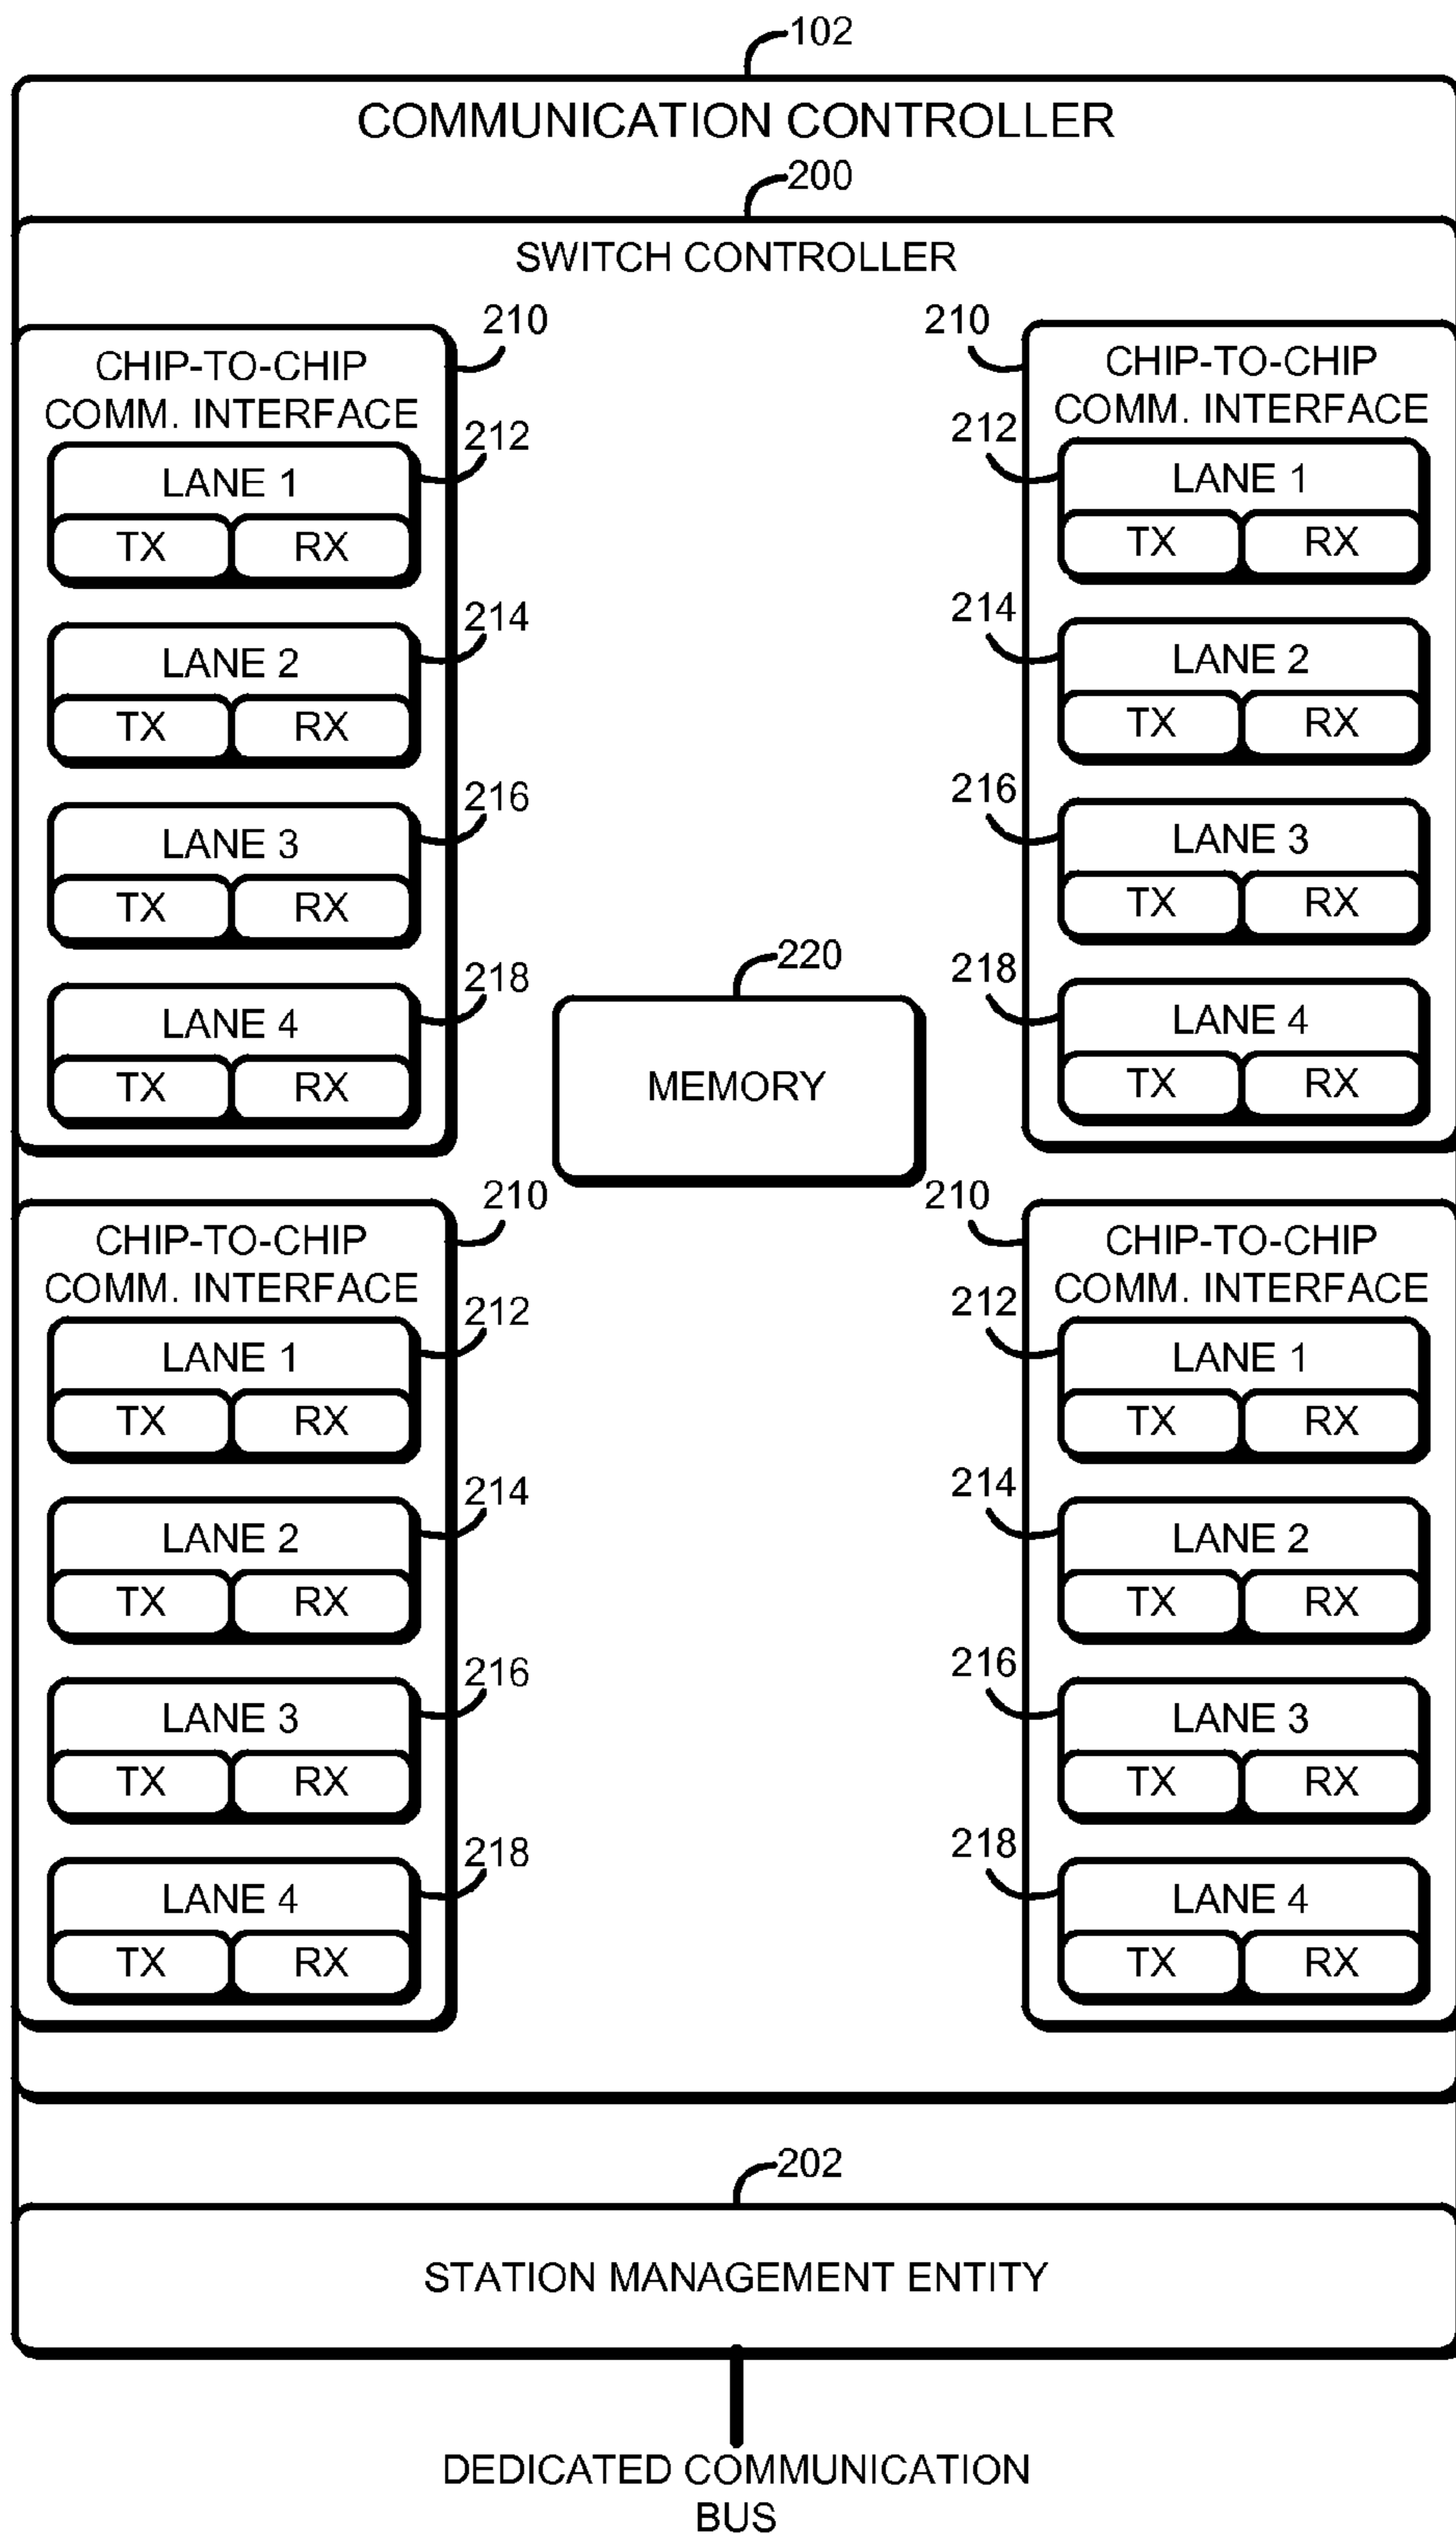 102
COMMUNICATION CONTROLLER
200
SWITCH CONTROLLER
210
CHIP-TO-CHIP
COMM. INTERFACE
212
LANE 1
TX RX
214
LANE 2
TX RX
216
LANE 3
TX RX
218
LANE 4
TX RX
210
CHIP-TO-CHIP
COMM. INTERFACE
212
LANE 1
TX RX
214
LANE 2
TX RX
216
LANE 3
TX RX
218
LANE 4
TX RX
220
MEMORY
210
CHIP-TO-CHIP
COMM. INTERFACE
212
LANE 1
TX RX
214
LANE 2
TX RX
216
LANE 3
TX RX
218
LANE 4
TX RX
210
CHIP-TO-CHIP
COMM. INTERFACE
212
LANE 1
TX RX
214
LANE 2
TX RX
216
LANE 3
TX RX
218
LANE 4
TX RX
202
STATION MANAGEMENT ENTITY
DEDICATED COMMUNICATION
BUS